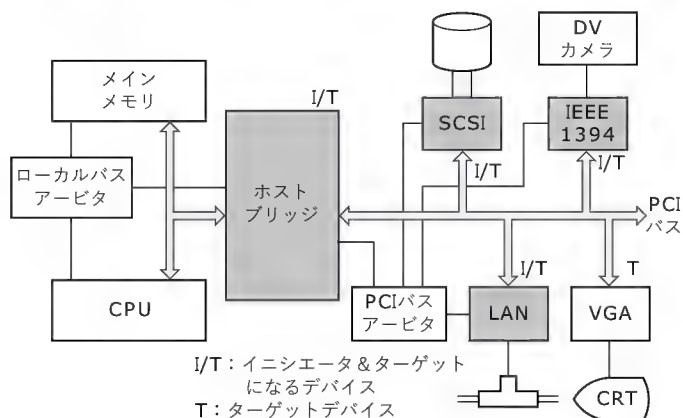 メイン
メモリ
ローカルバス
アービタ
CPU
I/T
ホスト
ブリッジ
SCSI
I/T
DV
カメラ
IEEE
1394
I/T
PCI
バス
PCIバス
アービタ
I/T
LAN
T
VGA
CRT
I/T：イニシエータ&ターゲット
になるデバイス
T：ターゲットデバイス